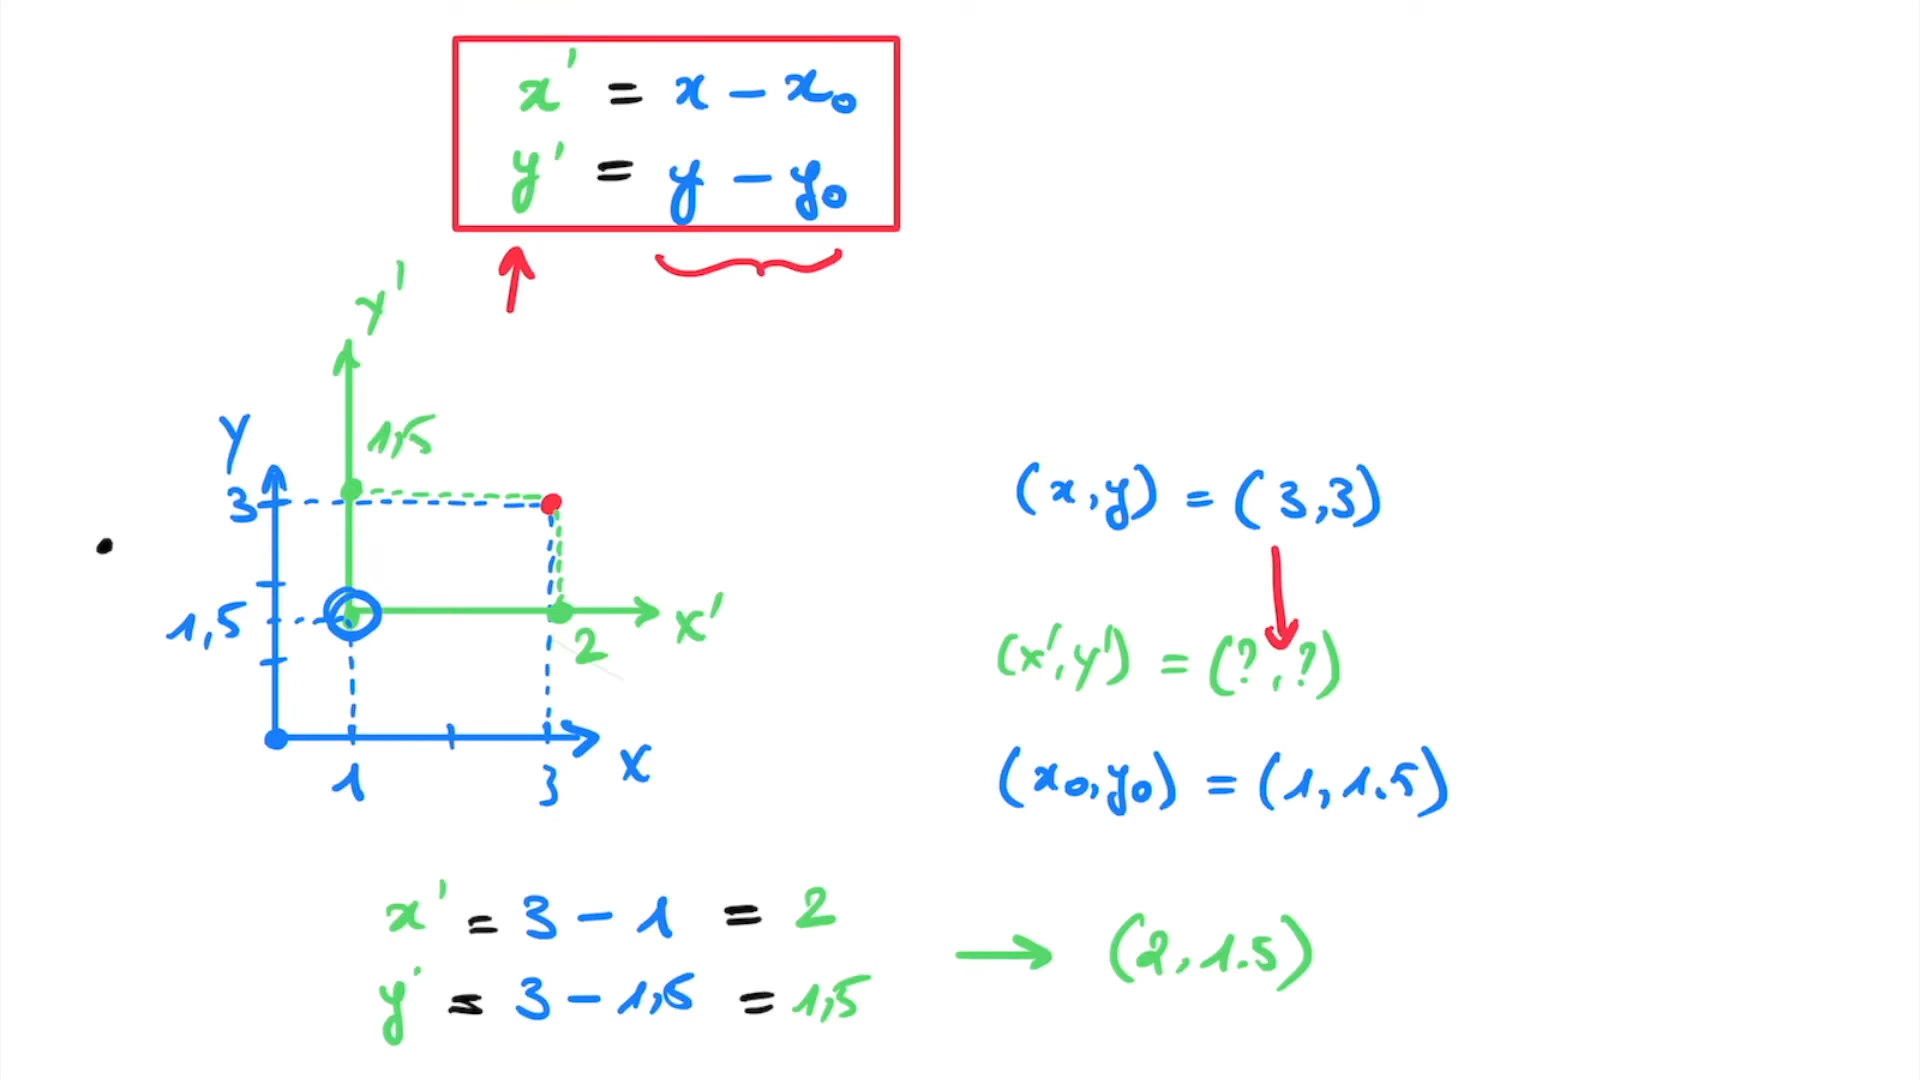 x' = x - x₀
y' = y - y₀
Y'
1,5
Y
3
1,5
X'
2
1
3
X
(x,y) = (3,3)
(x',y') = (?,?)
(x₀,y₀) = (1,1.5)
x' = 3 - 1 = 2
y' = 3 - 1,5 = 1,5
→ (2,1.5)